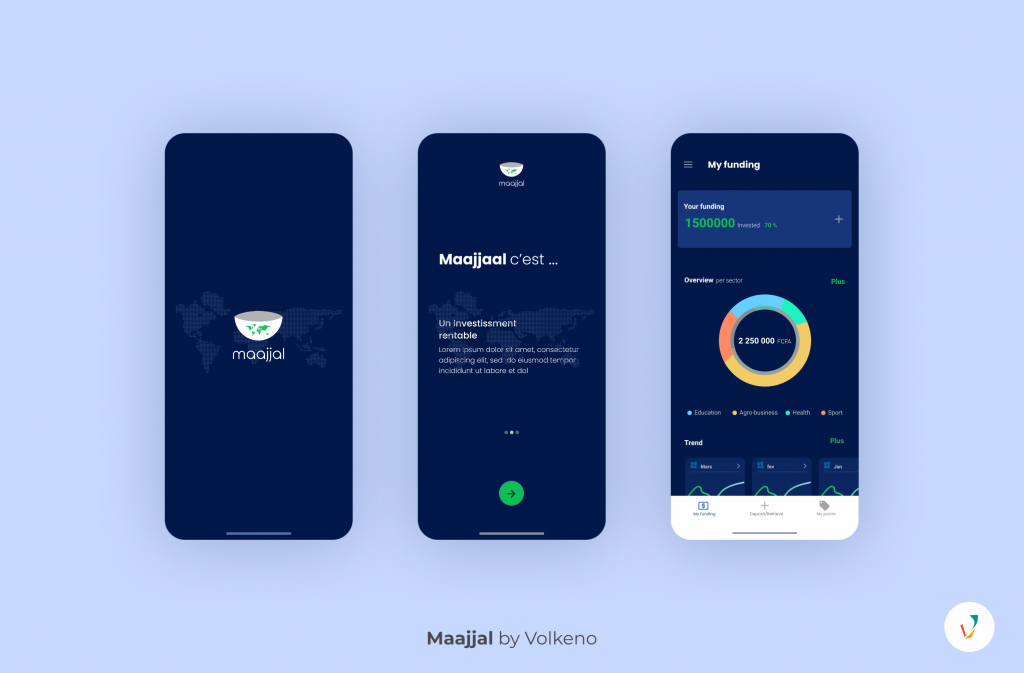 maajjal
maajjal
Maajjaal c'est ...
Un investissment
rentable
Lorem ipsum dolor sit amet, consectetur
adipiscing elit, sed do eiusmod tempor
incididunt ut labore et dol
My funding
Your funding
1500000 Invested 70 %
Overview per sector Plus
2 250 000 FCFA
Education Agro-business Health Sport
Trend Plus
Mars fev Jan
My funding Deposit/Retrieve My points
Maajjal by Volkeno